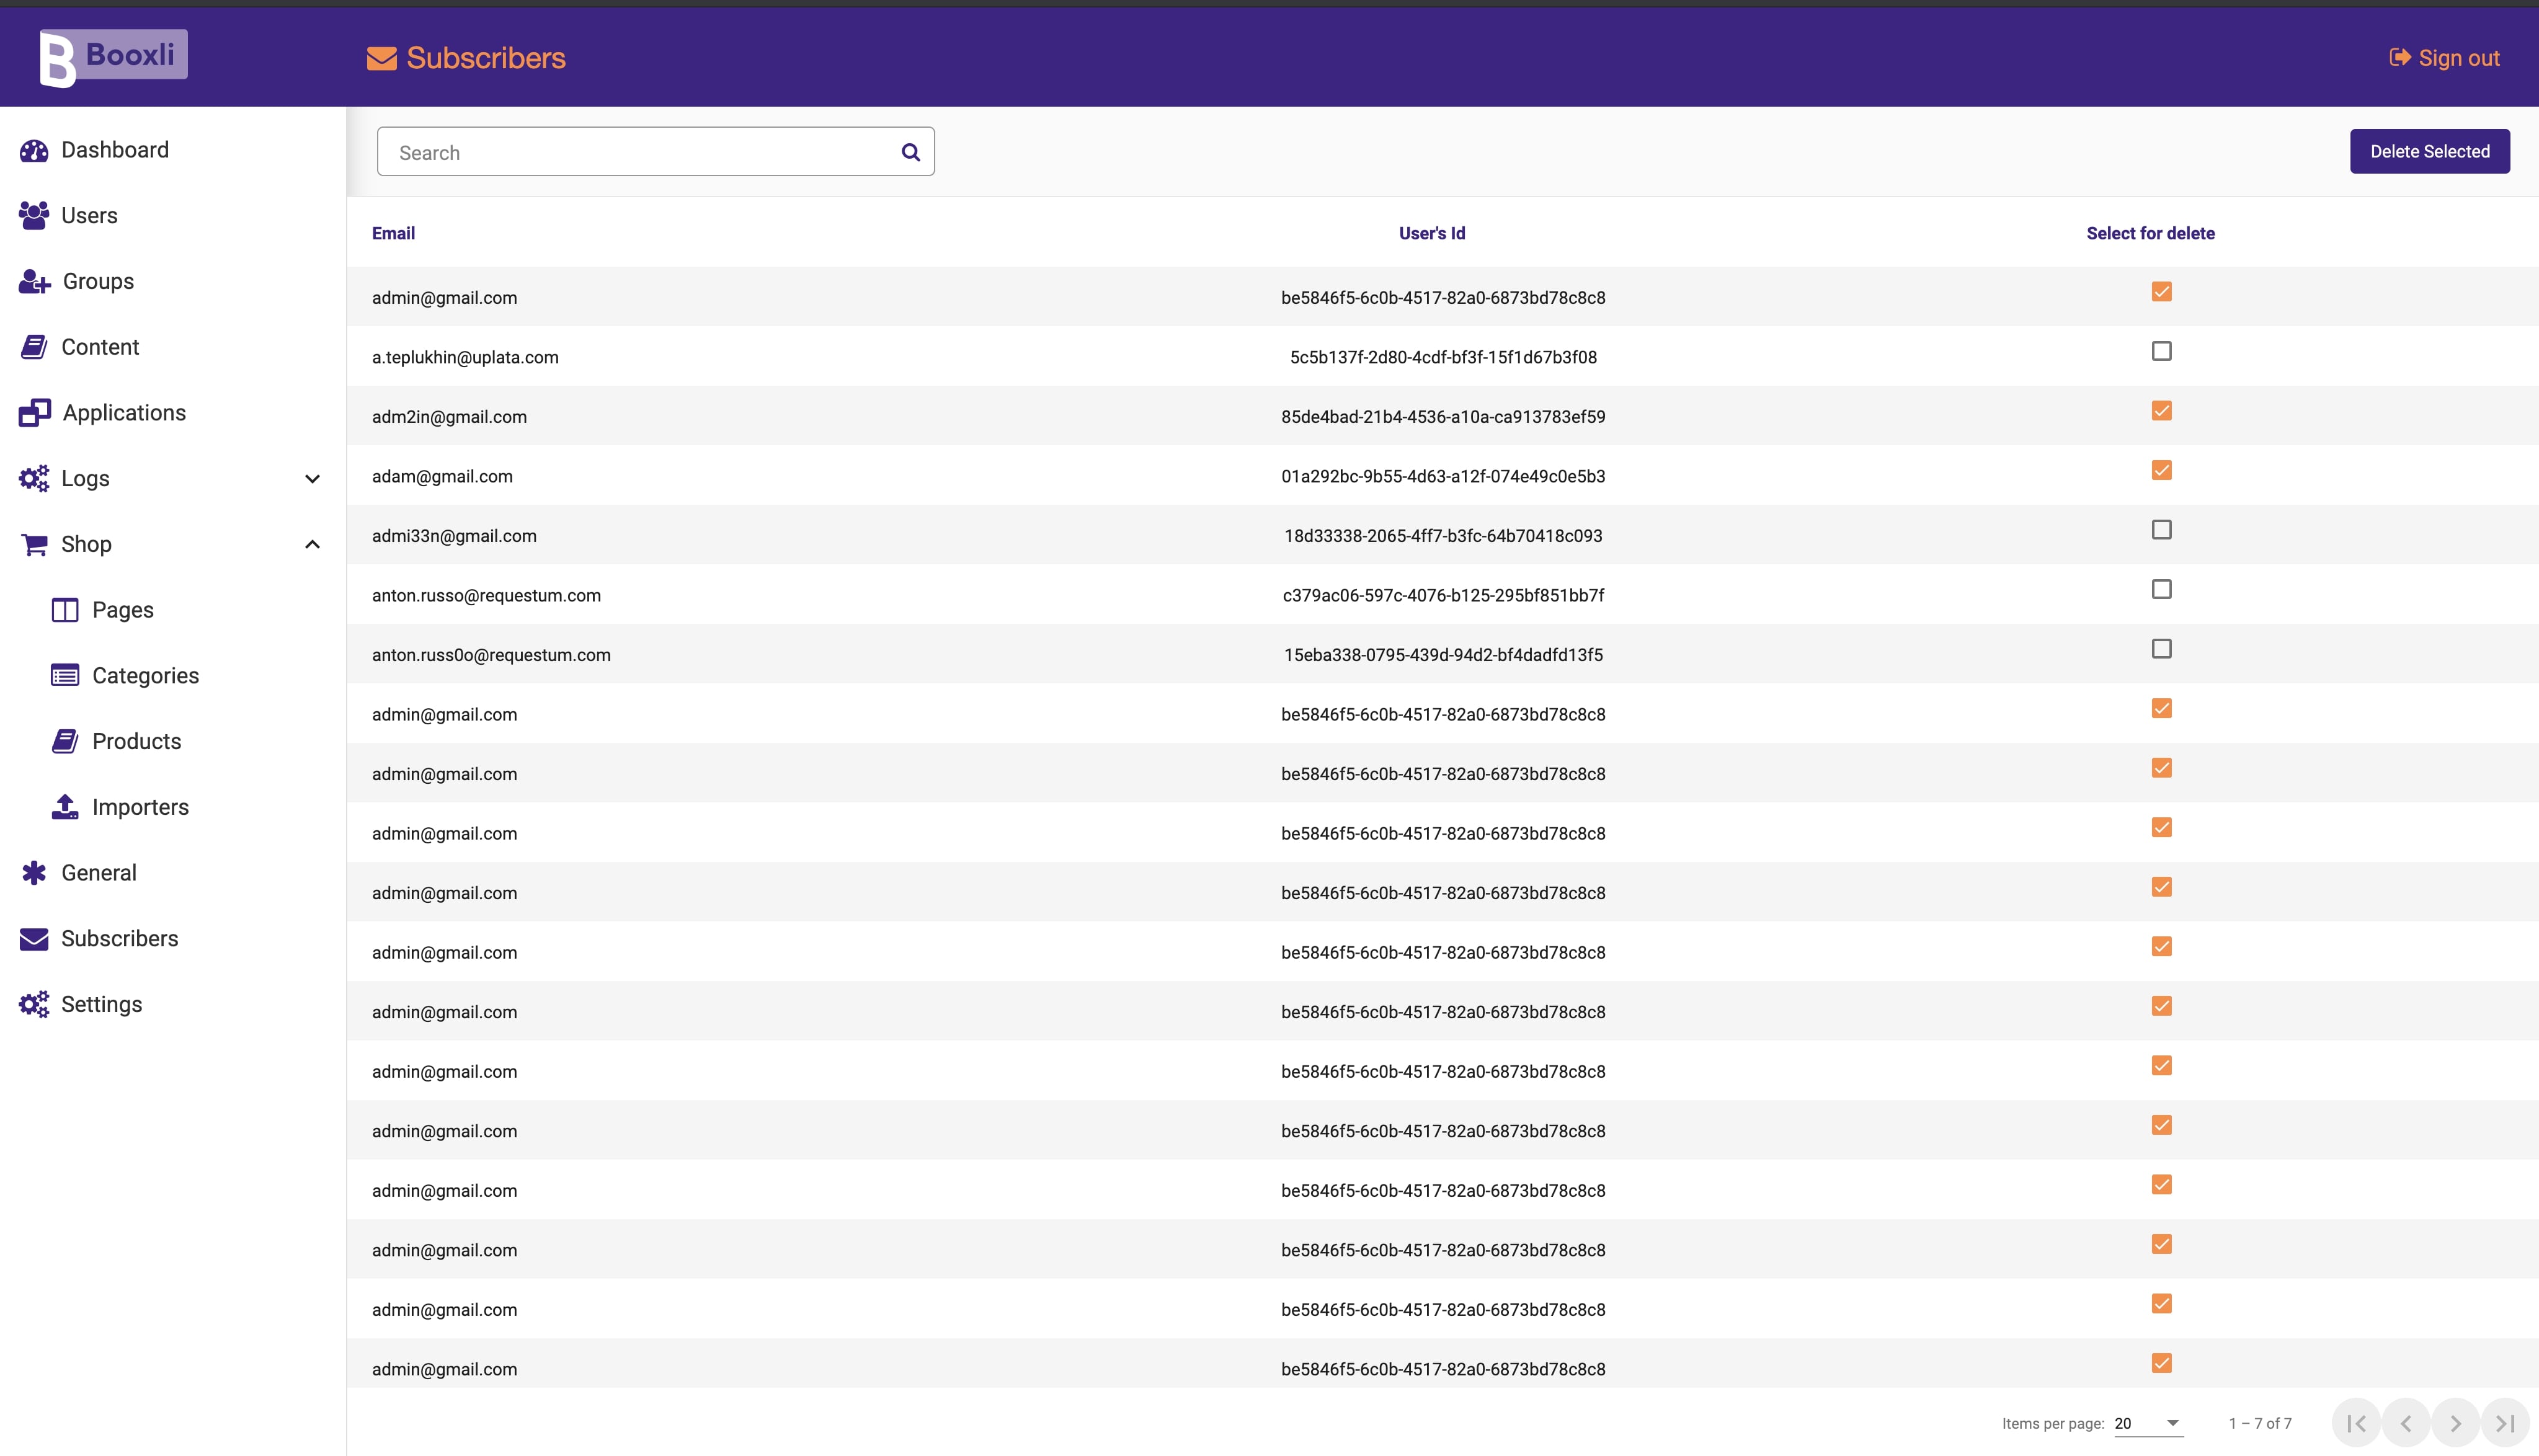 Booxli
Subscribers
Sign out
Dashboard
Users
Groups
Content
Applications
Logs
Shop
Pages
Categories
Products
Importers
General
Subscribers
Settings
Search
Delete Selected
Email User's Id Select for delete
admin@gmail.com be5846f5-6c0b-4517-82a0-6873bd78c8c8
a.teplukhin@uplata.com 5c5b137f-2d80-4cdf-bf3f-15f1d67b3f08
adm2in@gmail.com 85de4bad-21b4-4536-a10a-ca913783ef59
adam@gmail.com 01a292bc-9b55-4d63-a12f-074e49c0e5b3
admi33n@gmail.com 18d33338-2065-4ff7-b3fc-64b70418c093
anton.russo@requestum.com c379ac06-597c-4076-b125-295bf851bb7f
anton.russ0o@requestum.com 15eba338-0795-439d-94d2-bf4dadfd13f5
admin@gmail.com be5846f5-6c0b-4517-82a0-6873bd78c8c8
admin@gmail.com be5846f5-6c0b-4517-82a0-6873bd78c8c8
admin@gmail.com be5846f5-6c0b-4517-82a0-6873bd78c8c8
admin@gmail.com be5846f5-6c0b-4517-82a0-6873bd78c8c8
admin@gmail.com be5846f5-6c0b-4517-82a0-6873bd78c8c8
admin@gmail.com be5846f5-6c0b-4517-82a0-6873bd78c8c8
admin@gmail.com be5846f5-6c0b-4517-82a0-6873bd78c8c8
admin@gmail.com be5846f5-6c0b-4517-82a0-6873bd78c8c8
admin@gmail.com be5846f5-6c0b-4517-82a0-6873bd78c8c8
admin@gmail.com be5846f5-6c0b-4517-82a0-6873bd78c8c8
admin@gmail.com be5846f5-6c0b-4517-82a0-6873bd78c8c8
admin@gmail.com be5846f5-6c0b-4517-82a0-6873bd78c8c8
Items per page: 20 1 – 7 of 7